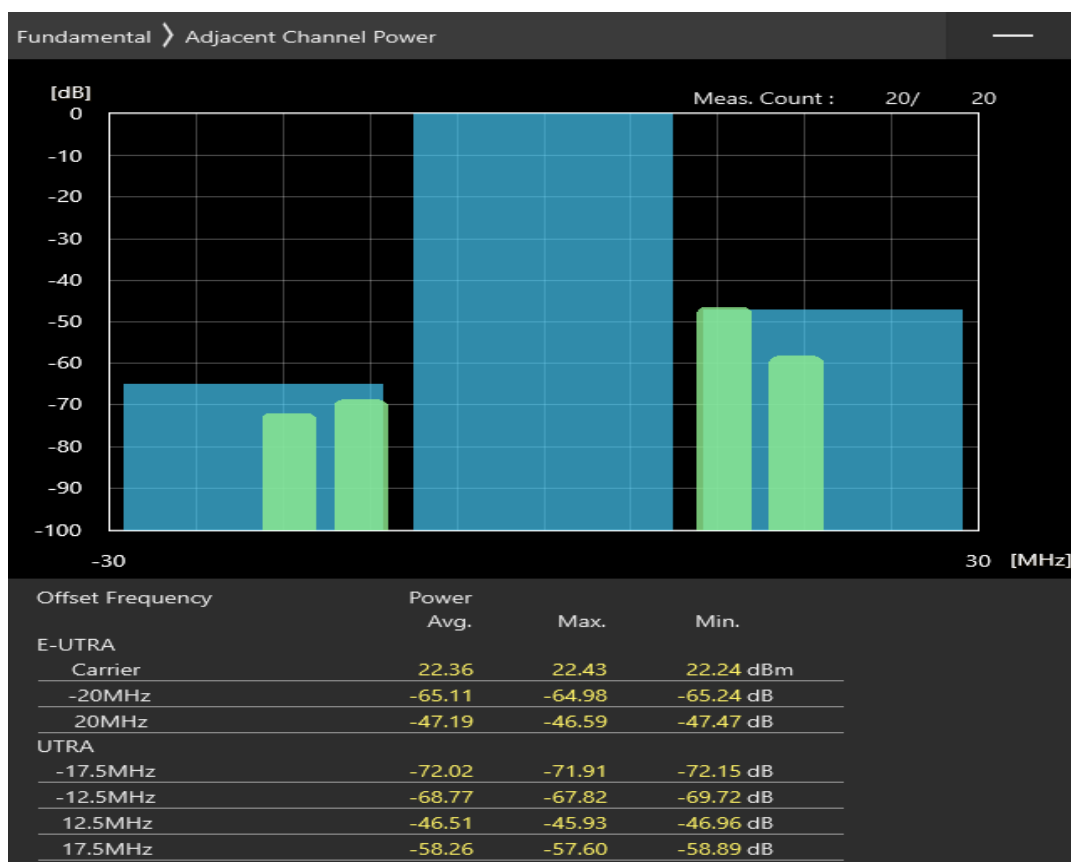 Fundamental ❯ Adjacent Channel Power
[dB]
Meas. Count : 20/ 20
0
-10
-20
-30
-40
-50
-60
-70
-80
-90
-100
-30 30 [MHz]
Offset Frequency Power
Avg. Max. Min.
E-UTRA
Carrier 22.36 22.43 22.24 dBm
-20MHz -65.11 -64.98 -65.24 dB
20MHz -47.19 -46.59 -47.47 dB
UTRA
-17.5MHz -72.02 -71.91 -72.15 dB
-12.5MHz -68.77 -67.82 -69.72 dB
12.5MHz -46.51 -45.93 -46.96 dB
17.5MHz -58.26 -57.60 -58.89 dB